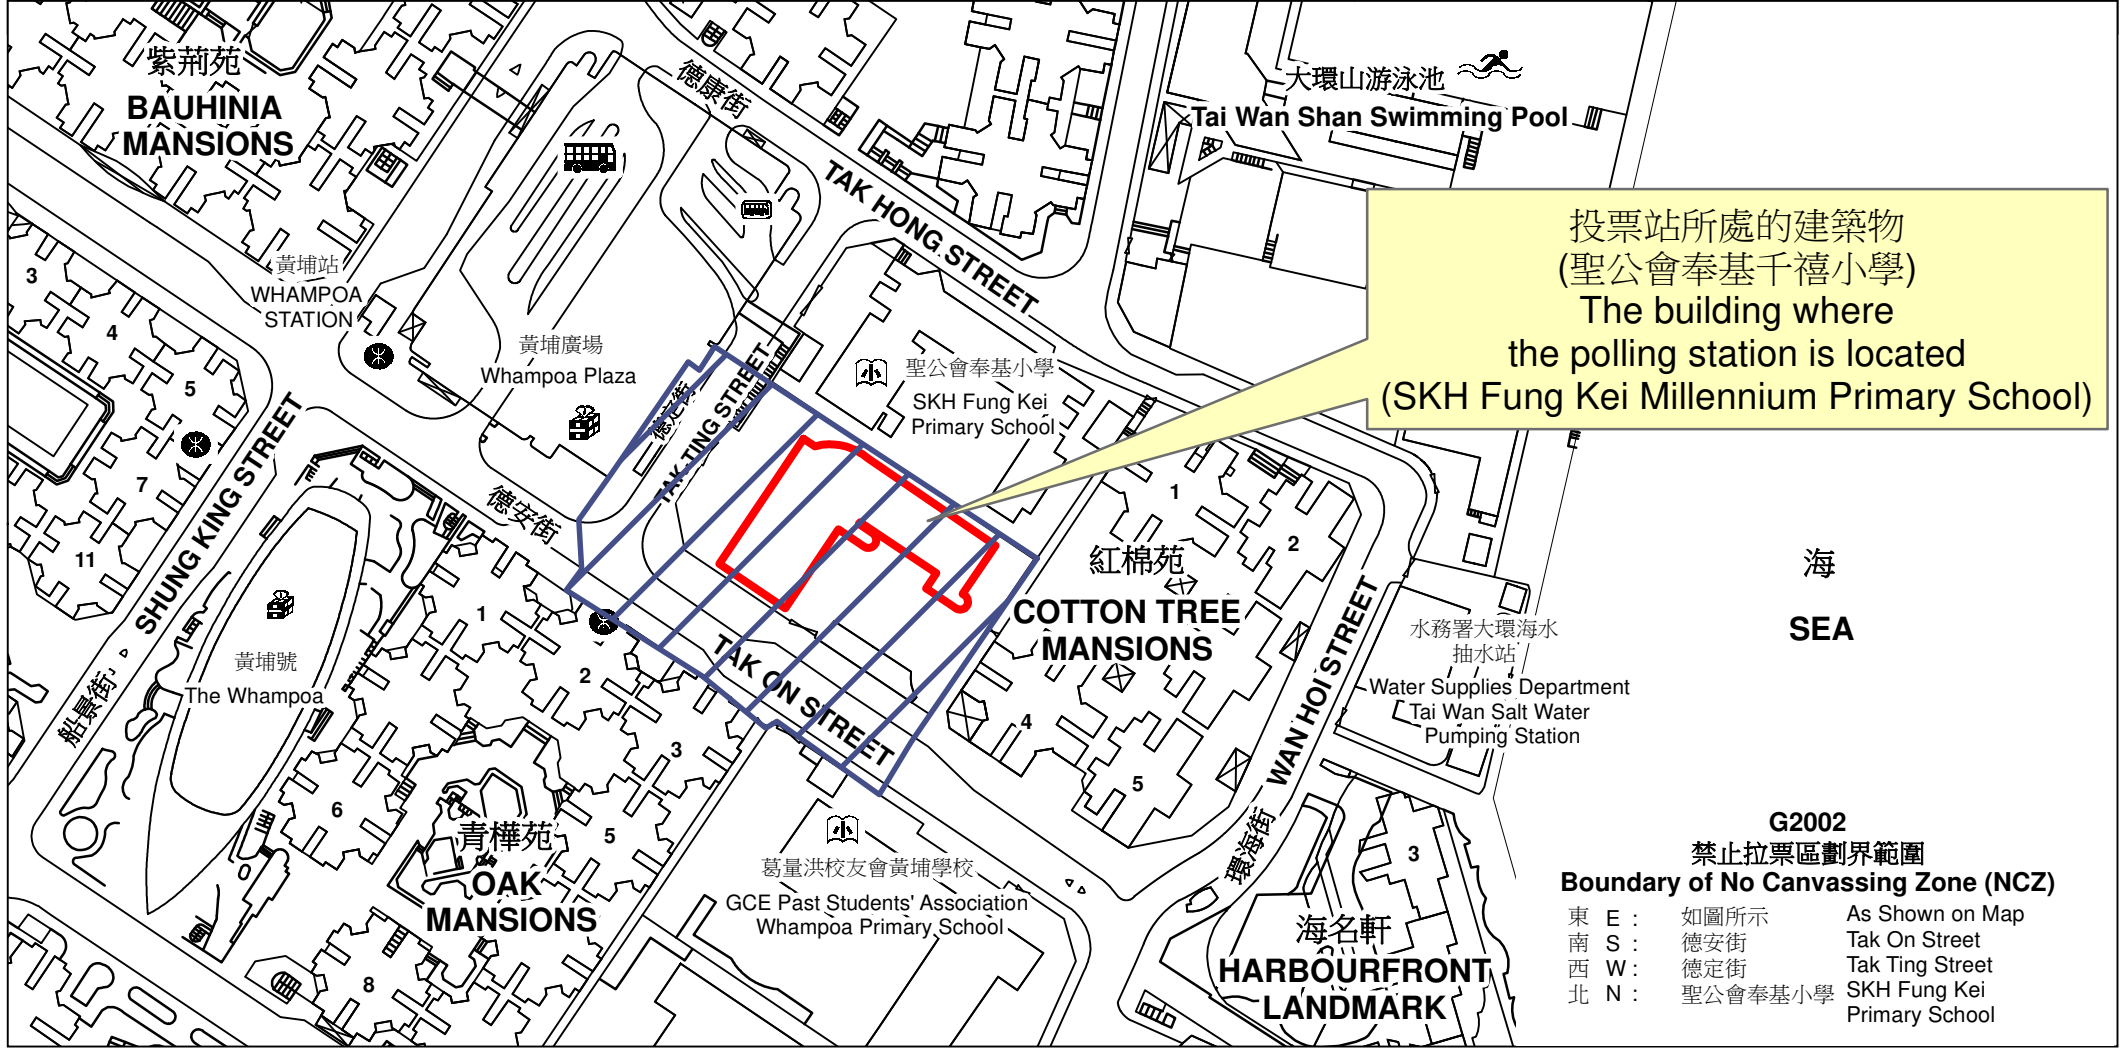 紫荊苑
BAUHINIA
MANSIONS
德康街
TAK HONG STREET
大環山游泳池
Tai Wan Shan Swimming Pool
投票站所處的建築物
(聖公會奉基千禧小學)
The building where
the polling station is located
(SKH Fung Kei Millennium Primary School)
黃埔站
WHAMPOA
STATION
3
4
5
7
11
黃埔廣場
Whampoa Plaza
德定街
TAK TING STREET
聖公會奉基小學
SKH Fung Kei
Primary School
SHUNG KING STREET
船景街
德安街
TAK ON STREET
黃埔號
The Whampoa
1
2
3
5
6
8
青樺苑
OAK
MANSIONS
1
2
4
5
紅棉苑
COTTON TREE
MANSIONS
WAN HOI STREET
環海街
水務署大環海水
抽水站
Water Supplies Department
Tai Wan Salt Water
Pumping Station
海
SEA
葛量洪校友會黃埔學校
GCE Past Students' Association
Whampoa Primary School
3
海名軒
HARBOURFRONT
LANDMARK
G2002
禁止拉票區劃界範圍
Boundary of No Canvassing Zone (NCZ)
東 E : 如圖所示 As Shown on Map
南 S : 德安街 Tak On Street
西 W : 德定街 Tak Ting Street
北 N : 聖公會奉基小學 SKH Fung Kei
Primary School